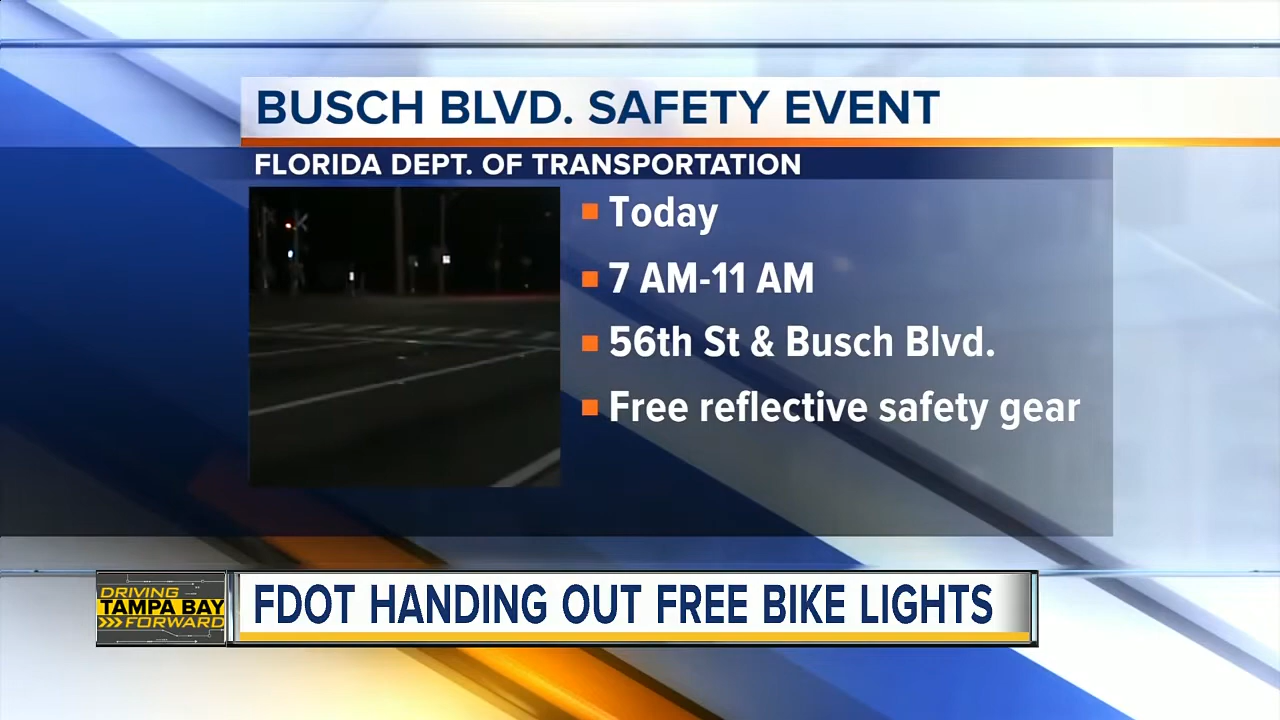 BUSCH BLVD. SAFETY EVENT
FLORIDA DEPT. OF TRANSPORTATION
Today
7 AM-11 AM
56th St & Busch Blvd.
Free reflective safety gear
DRIVING
TAMPA BAY
FORWARD
FDOT HANDING OUT FREE BIKE LIGHTS